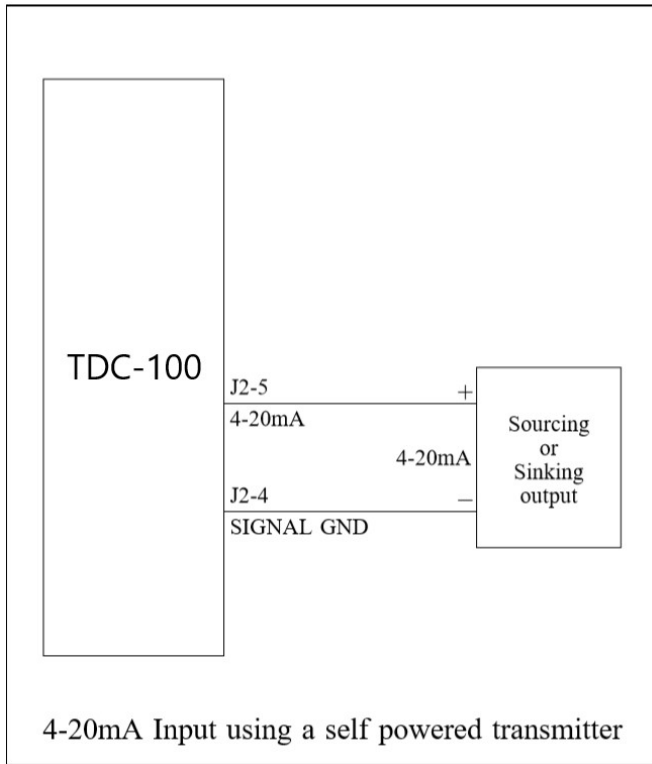 TDC-100
J2-5
+
4-20mA
Sourcing
or
Sinking
output
4-20mA
J2-4
−
SIGNAL GND
4-20mA Input using a self powered transmitter